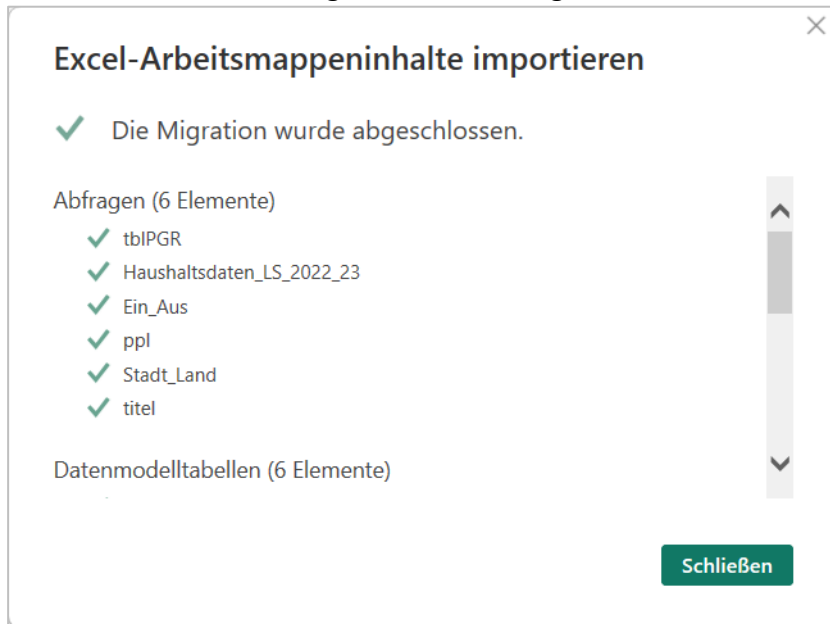 Excel-Arbeitsmappeninhalte importieren
Die Migration wurde abgeschlossen.
Abfragen (6 Elemente)
tblPGR
Haushaltsdaten_LS_2022_23
Ein_Aus
ppl
Stadt_Land
titel
Datenmodelltabellen (6 Elemente)
Schließen